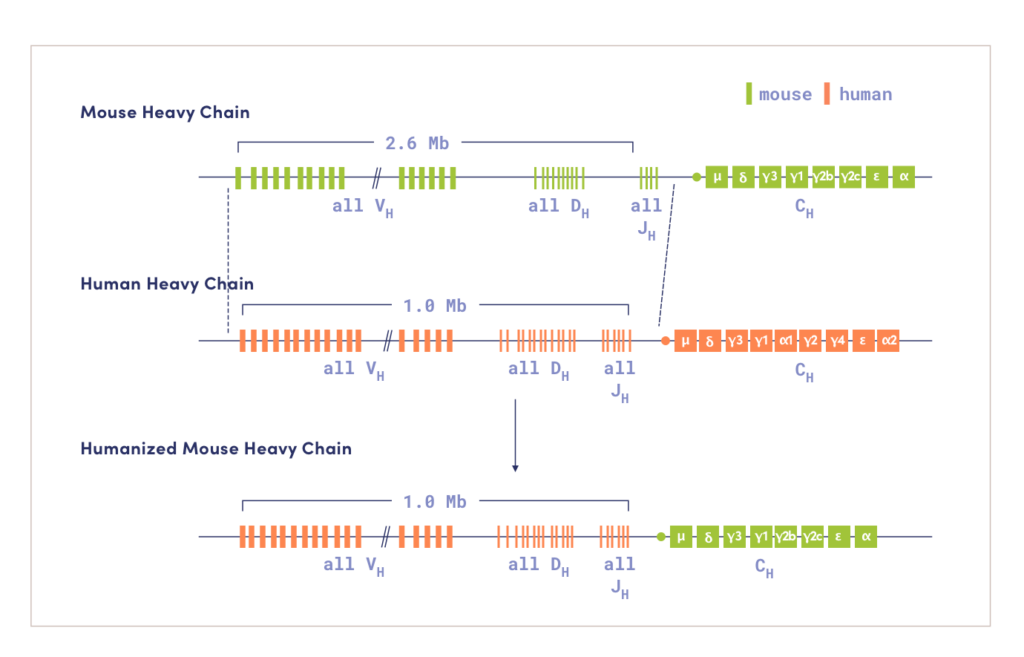 mouse human
Mouse Heavy Chain
2.6 Mb
μ δ γ3 γ1 γ2b γ2c ε α
all V_H all D_H all J_H C_H
Human Heavy Chain
1.0 Mb
μ δ γ3 γ1 α1 γ2 γ4 ε α2
all V_H all D_H all J_H C_H
Humanized Mouse Heavy Chain
1.0 Mb
μ δ γ3 γ1 γ2b γ2c ε α
all V_H all D_H all J_H C_H